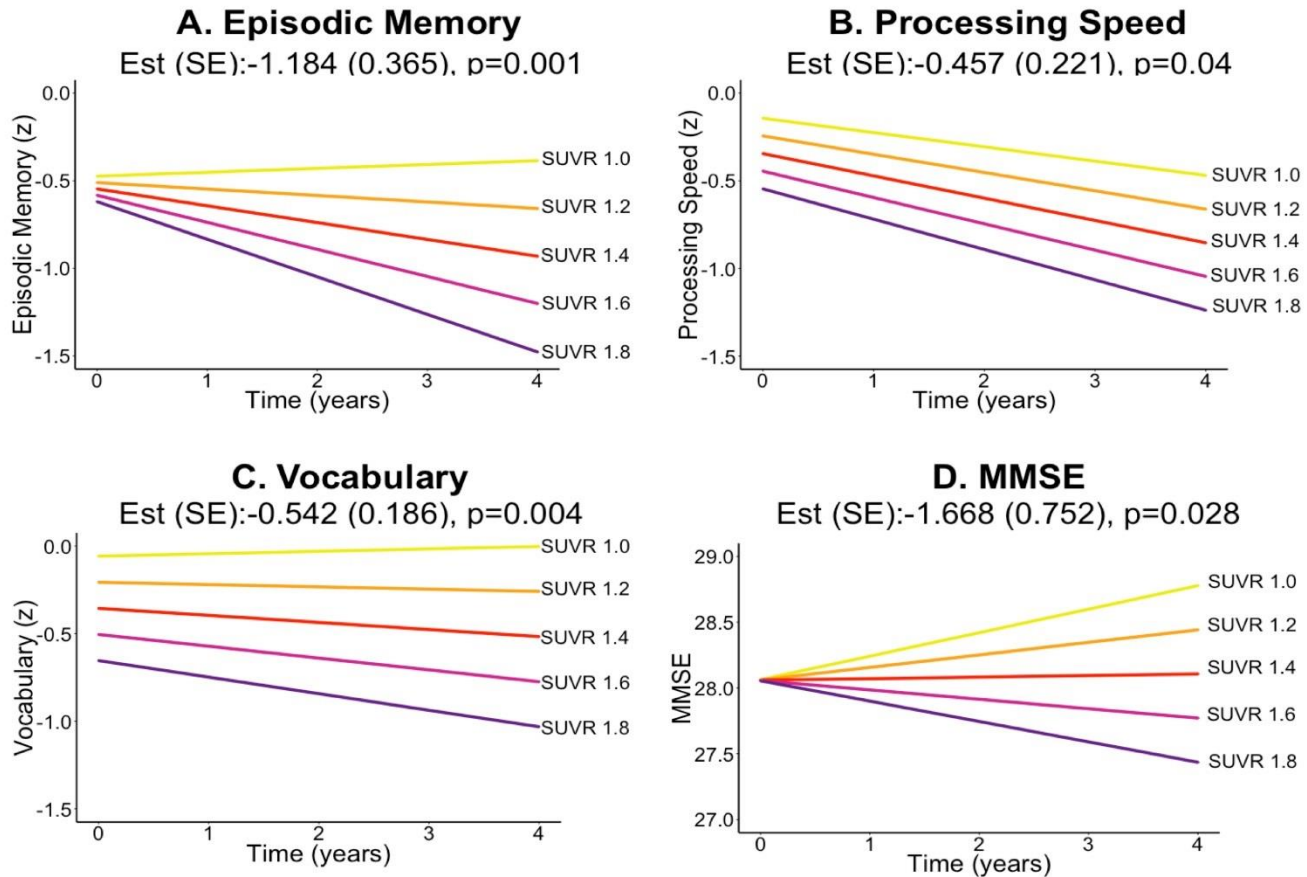 A. Episodic Memory
Est (SE):-1.184 (0.365), p=0.001
Episodic Memory (z)
0.0
-0.5
-1.0
-1.5
SUVR 1.0
SUVR 1.2
SUVR 1.4
SUVR 1.6
SUVR 1.8
0 1 2 3 4
Time (years)
B. Processing Speed
Est (SE):-0.457 (0.221), p=0.04
Processing Speed (z)
0.0
-0.5
-1.0
-1.5
SUVR 1.0
SUVR 1.2
SUVR 1.4
SUVR 1.6
SUVR 1.8
0 1 2 3 4
Time (years)
C. Vocabulary
Est (SE):-0.542 (0.186), p=0.004
Vocabulary (z)
0.0
-0.5
-1.0
-1.5
SUVR 1.0
SUVR 1.2
SUVR 1.4
SUVR 1.6
SUVR 1.8
0 1 2 3 4
Time (years)
D. MMSE
Est (SE):-1.668 (0.752), p=0.028
MMSE
29.0
28.5
28.0
27.5
27.0
SUVR 1.0
SUVR 1.2
SUVR 1.4
SUVR 1.6
SUVR 1.8
0 1 2 3 4
Time (years)